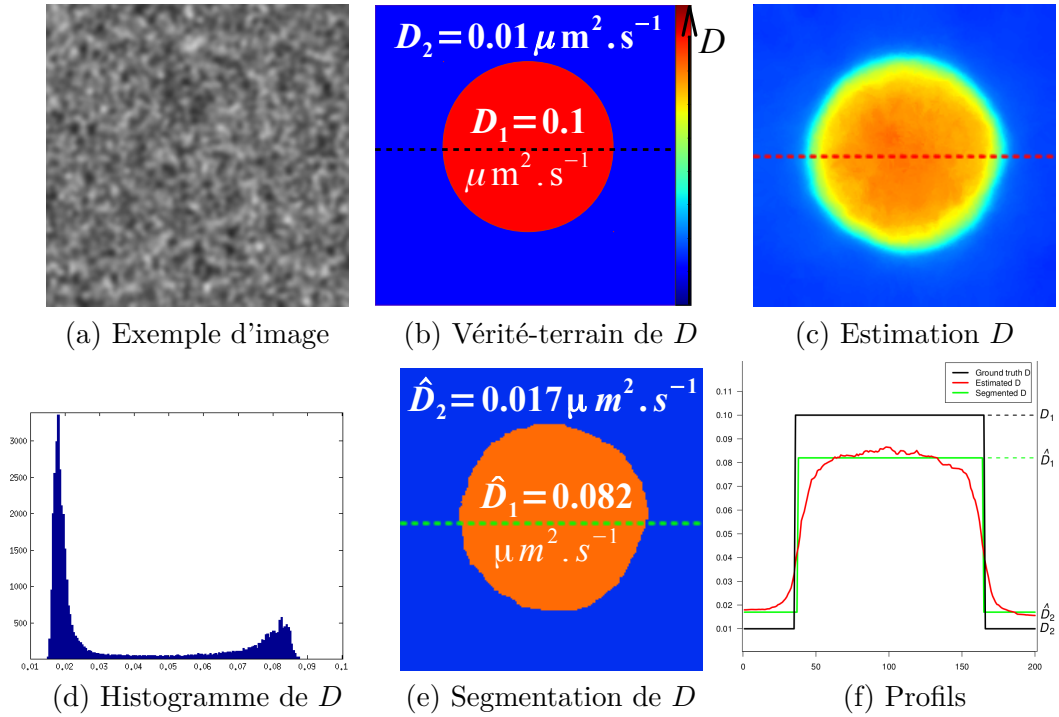 D₂=0.01 μm².s⁻¹
D
D₁=0.1
μm².s⁻¹
(a) Exemple d'image
(b) Vérité-terrain de D
(c) Estimation D
3000
2500
2000
1500
1000
500
0.01 0.02 0.03 0.04 0.05 0.06 0.07 0.08 0.09 0.1
D̂₂=0.017 μm².s⁻¹
D̂₁=0.082
μm².s⁻¹
Ground truth D
Estimated D
Segmented D
0.10
0.09
0.08
0.07
0.06
0.05
0.04
0.03
0.02
0.01
D₁
D̂₁
D̂₂
D₂
0 50 100 150 200
(d) Histogramme de D
(e) Segmentation de D
(f) Profils